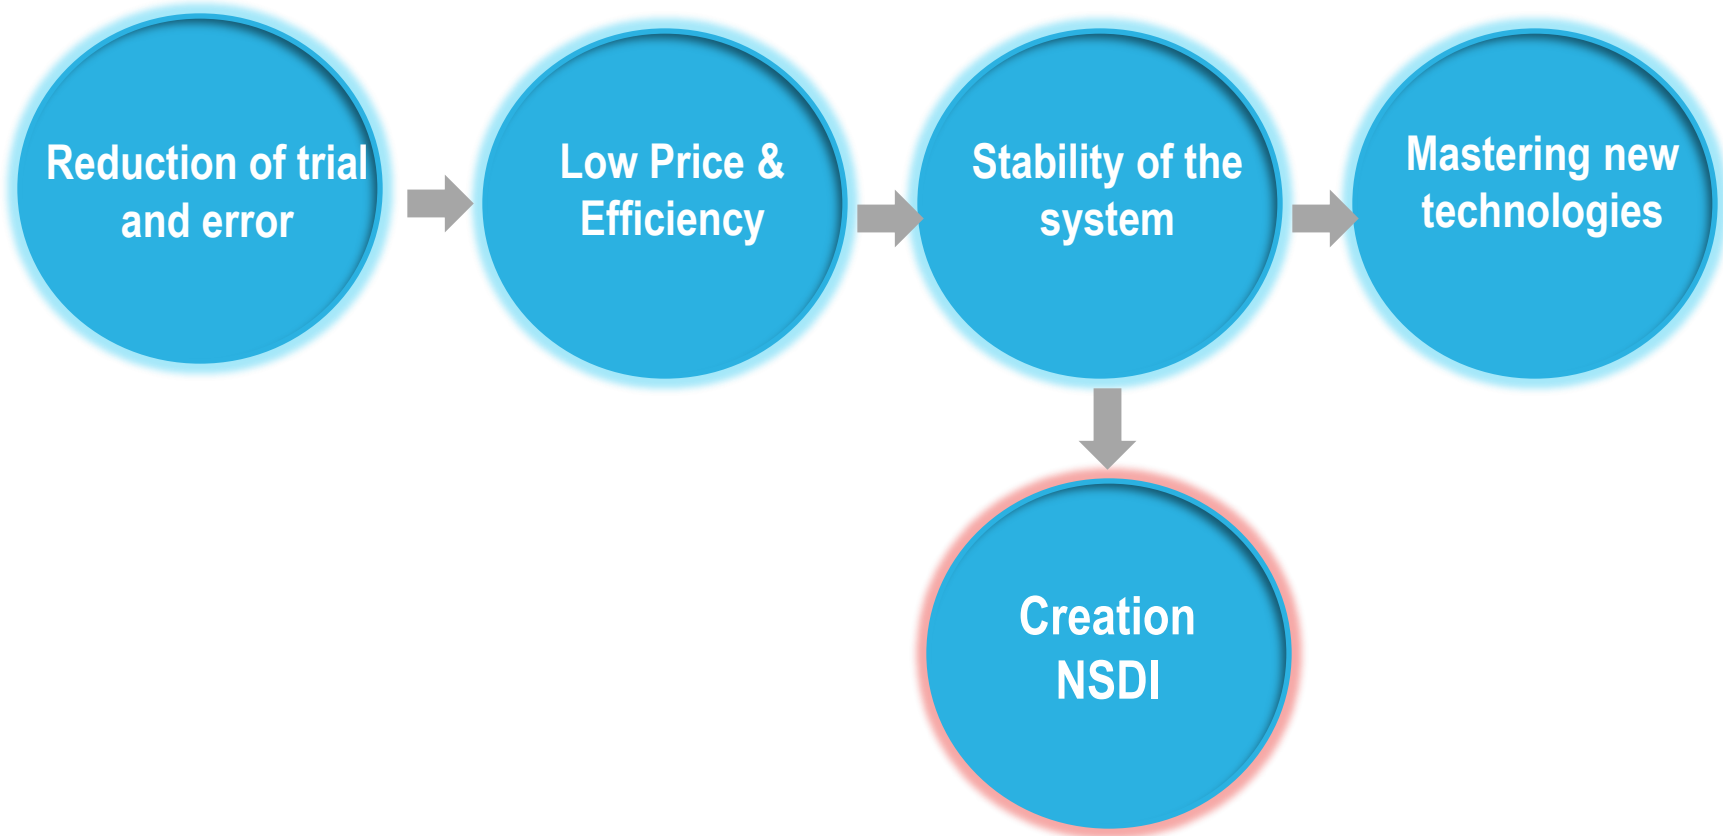 Reduction of trial
and error
Low Price &
Efficiency
Stability of the
system
Mastering new
technologies
Creation
NSDI